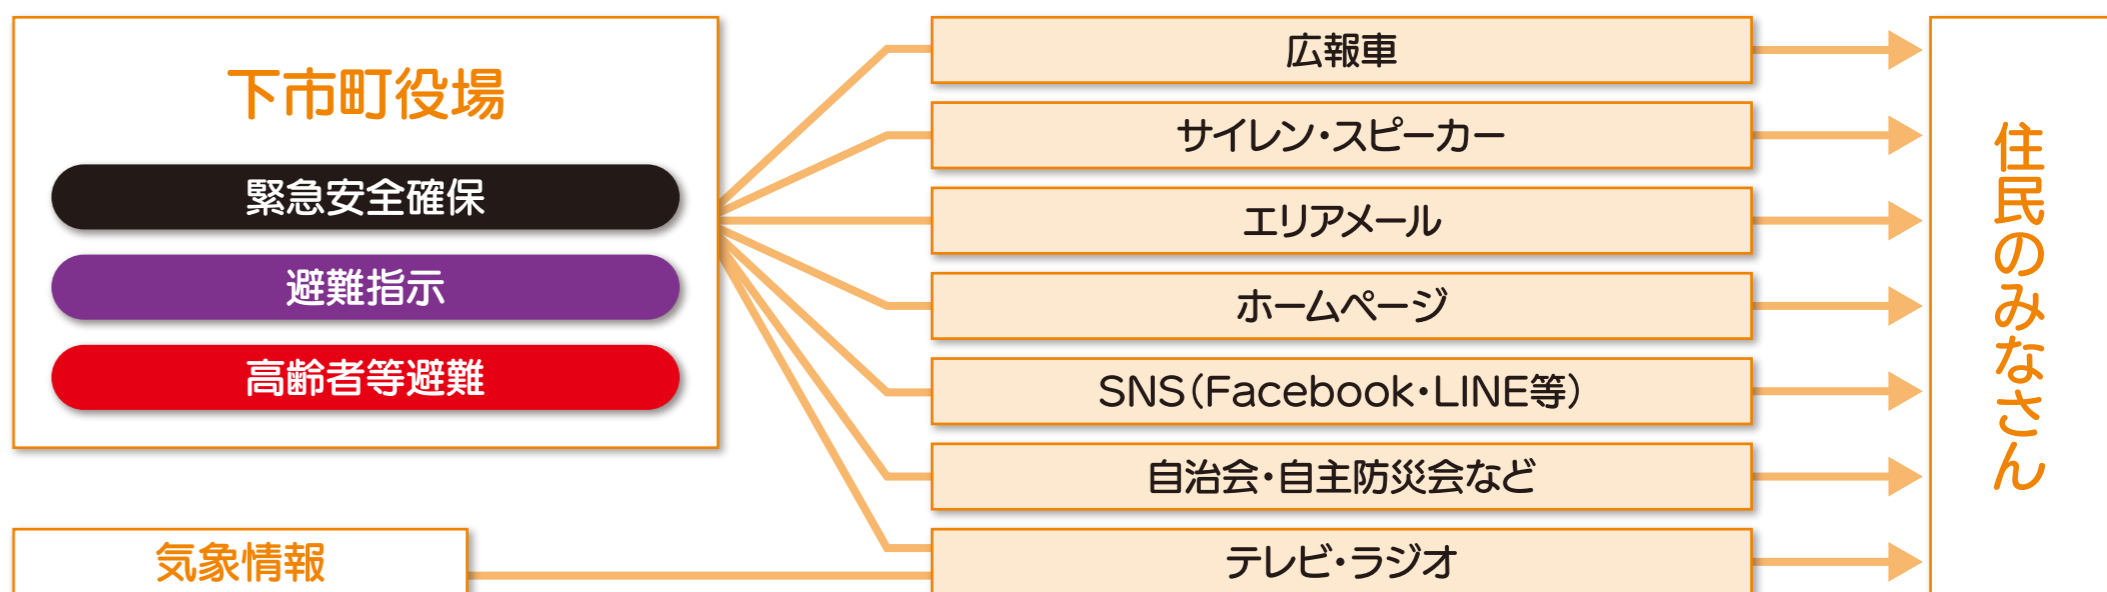 下市町役場
緊急安全確保
避難指示
高齢者等避難
気象情報
広報車
サイレン・スピーカー
エリアメール
ホームページ
SNS(Facebook・LINE等)
自治会・自主防災会など
テレビ・ラジオ
住民のみなさん